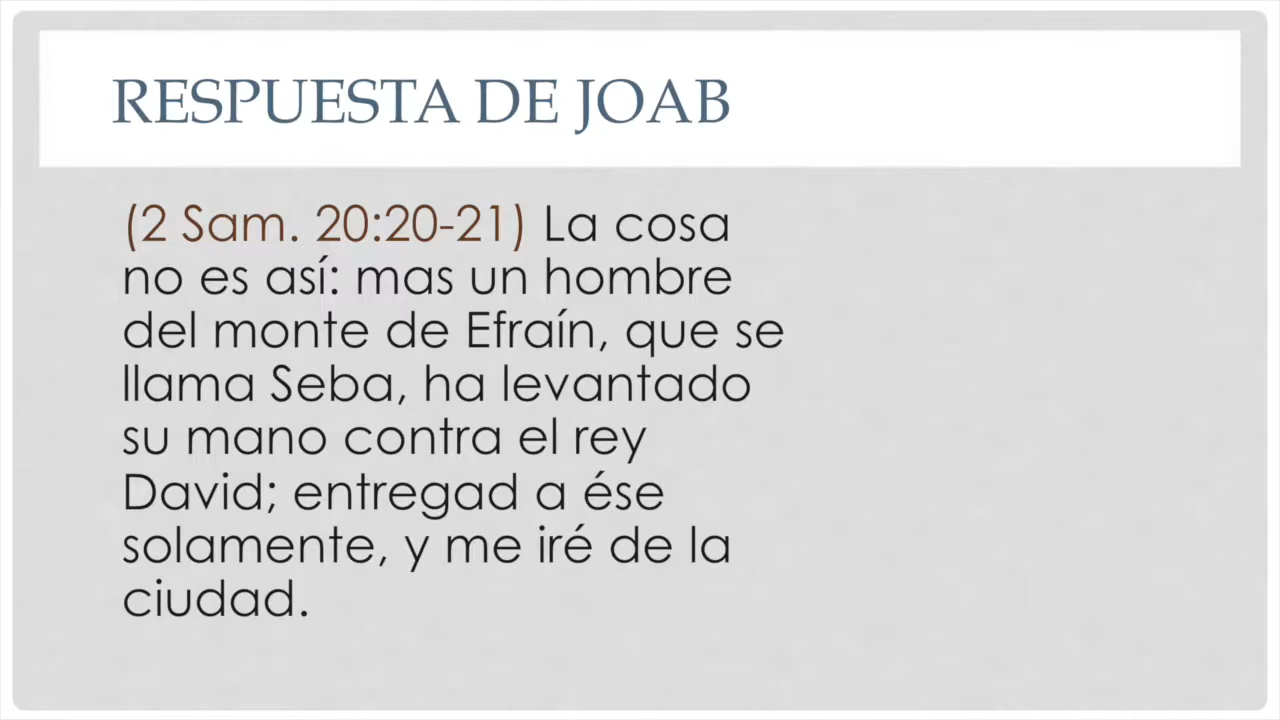 RESPUESTA DE JOAB
(2 Sam. 20:20-21) La cosa
no es así: mas un hombre
del monte de Efraín, que se
llama Seba, ha levantado
su mano contra el rey
David; entregad a ése
solamente, y me iré de la
ciudad.